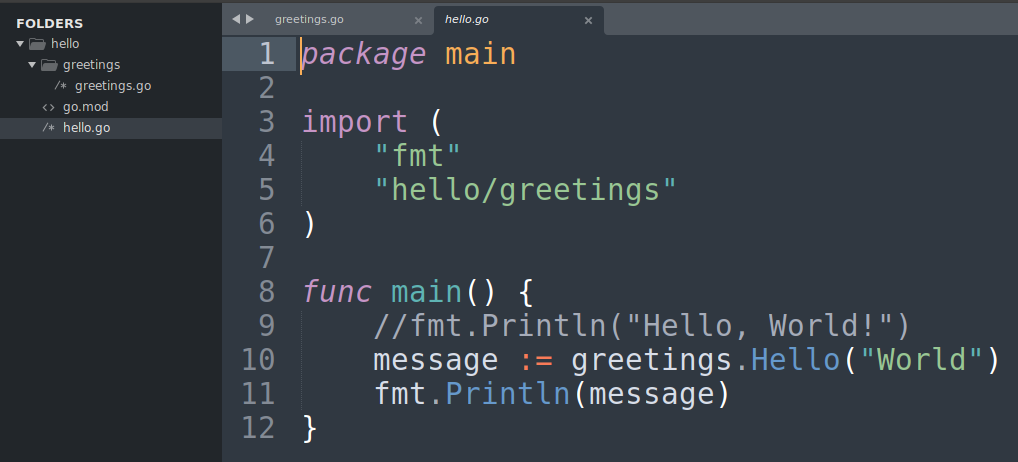 FOLDERS
hello
greetings
/* greetings.go
<> go.mod
/* hello.go
greetings.go ×
hello.go ×
1 package main
2
3 import (
4     "fmt"
5     "hello/greetings"
6 )
7
8 func main() {
9     //fmt.Println("Hello, World!")
10     message := greetings.Hello("World")
11     fmt.Println(message)
12 }